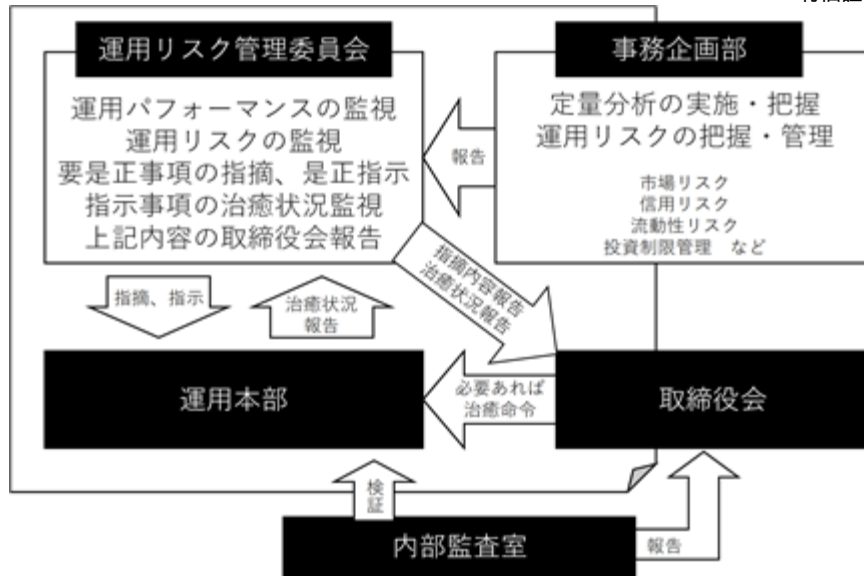 運用リスク管理委員会
運用パフォーマンスの監視
運用リスクの監視
要是正事項の指摘、是正指示
指示事項の治癒状況監視
上記内容の取締役会報告
事務企画部
定量分析の実施・把握
運用リスクの把握・管理
市場リスク
信用リスク
流動性リスク
投資制限管理 など
報告
指摘、指示
治癒状況
報告
指摘内容報告
治癒状況報告
運用本部
必要あれば
治癒命令
取締役会
検証
内部監査室
報告